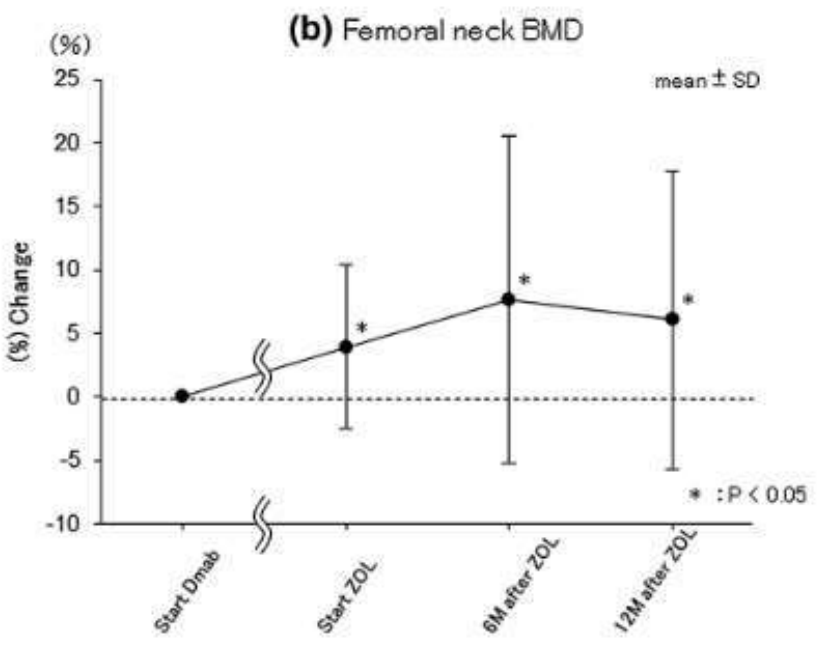 (b) Femoral neck BMD
(%)
mean ± SD
25
20
15
10
5
0
-5
-10
(%) Change
*
*
*
* : P < 0.05
Start Dmab
Start ZOL
6M after ZOL
12M after ZOL